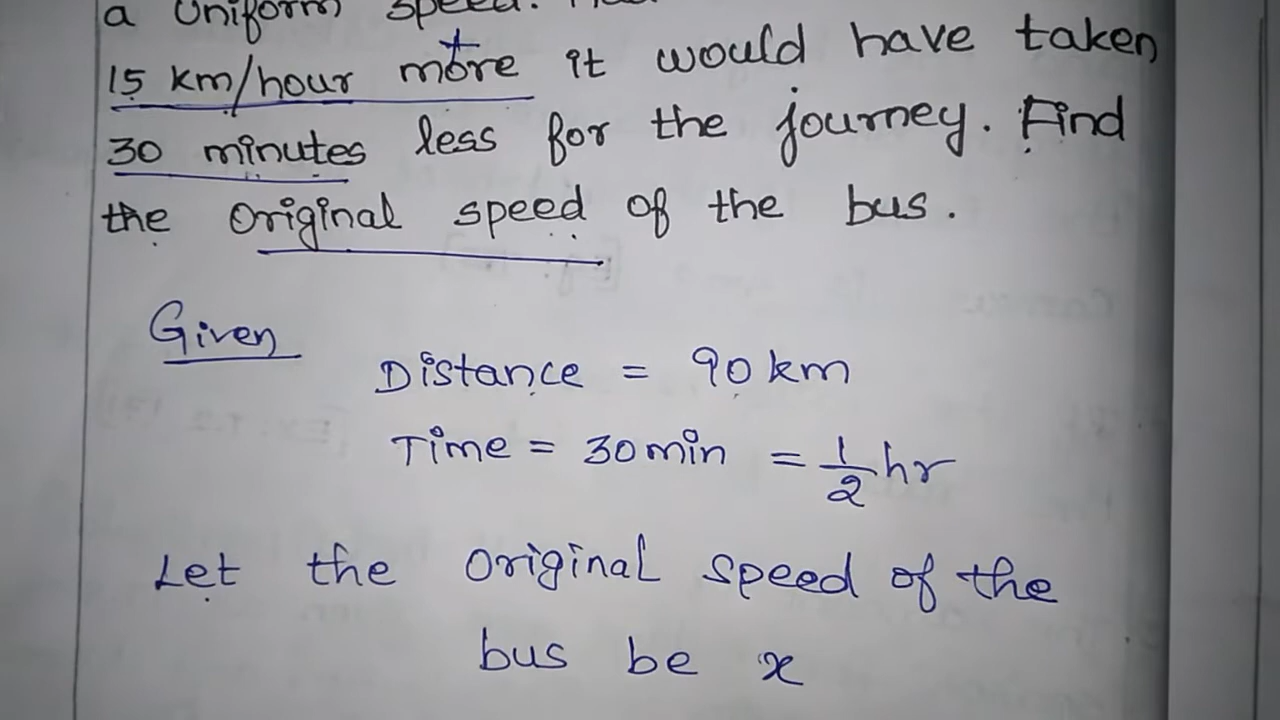 a uniform speed.
15 km/hour more it would have taken
30 minutes less for the journey. Find
the original speed of the bus.
Given
Distance = 90 km
Time = 30 min = 1/2 hr
Let the original speed of the
bus be x